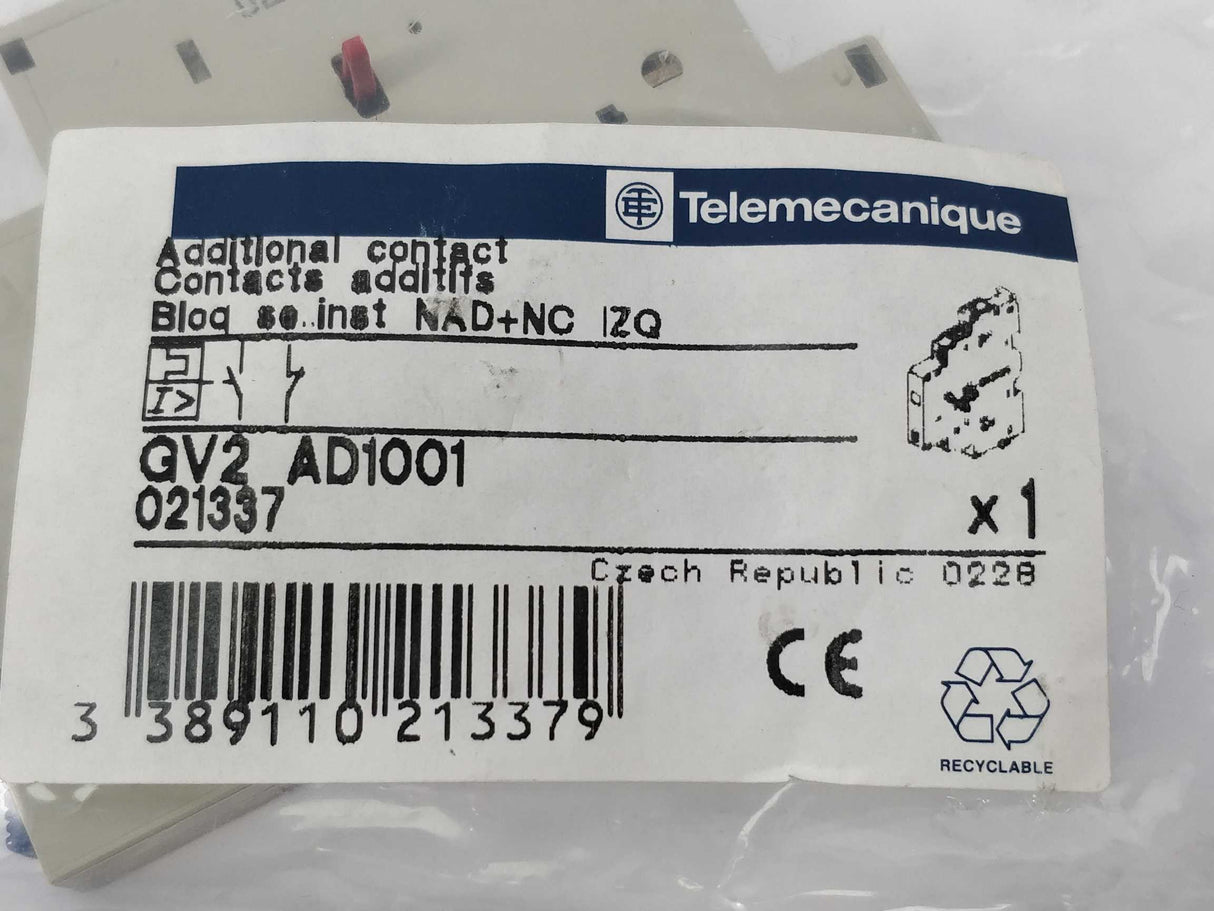 Telemecanique
Additional contact
Contacts additifs
Bloq se..inst NAD+NC IZQ
I>
GV2 AD1001
021337
x 1
Czech Republic 0228
3 389110 213379
CE
RECYCLABLE